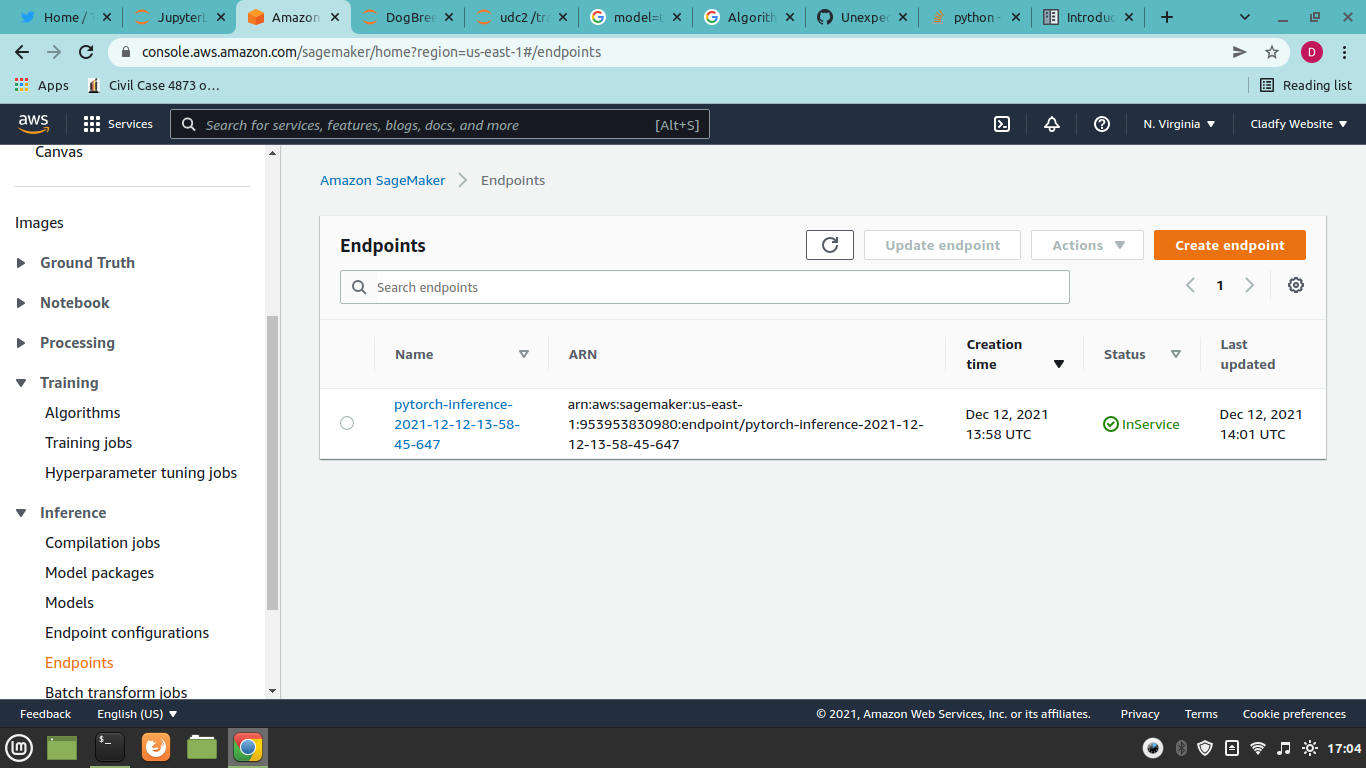 Home / T
JupyterL
Amazon
DogBree
udc2 /tra
model=t
Algorith
Unexpec
python -
Introduc
console.aws.amazon.com/sagemaker/home?region=us-east-1#/endpoints
D
Apps
Civil Case 4873 o...
Reading list
aws
Services
Search for services, features, blogs, docs, and more
[Alt+S]
N. Virginia
Cladfy Website
Canvas
Images
Ground Truth
Notebook
Processing
Training
Algorithms
Training jobs
Hyperparameter tuning jobs
Inference
Compilation jobs
Model packages
Models
Endpoint configurations
Endpoints
Batch transform jobs
Amazon SageMaker
Endpoints
Endpoints
Update endpoint
Actions
Create endpoint
Search endpoints
1
Name
ARN
Creation
time
Status
Last
updated
pytorch-inference-
2021-12-12-13-58-
45-647
arn:aws:sagemaker:us-east-
1:953953830980:endpoint/pytorch-inference-2021-12-
12-13-58-45-647
Dec 12, 2021
13:58 UTC
InService
Dec 12, 2021
14:01 UTC
Feedback
English (US)
© 2021, Amazon Web Services, Inc. or its affiliates.
Privacy
Terms
Cookie preferences
$_
17:04